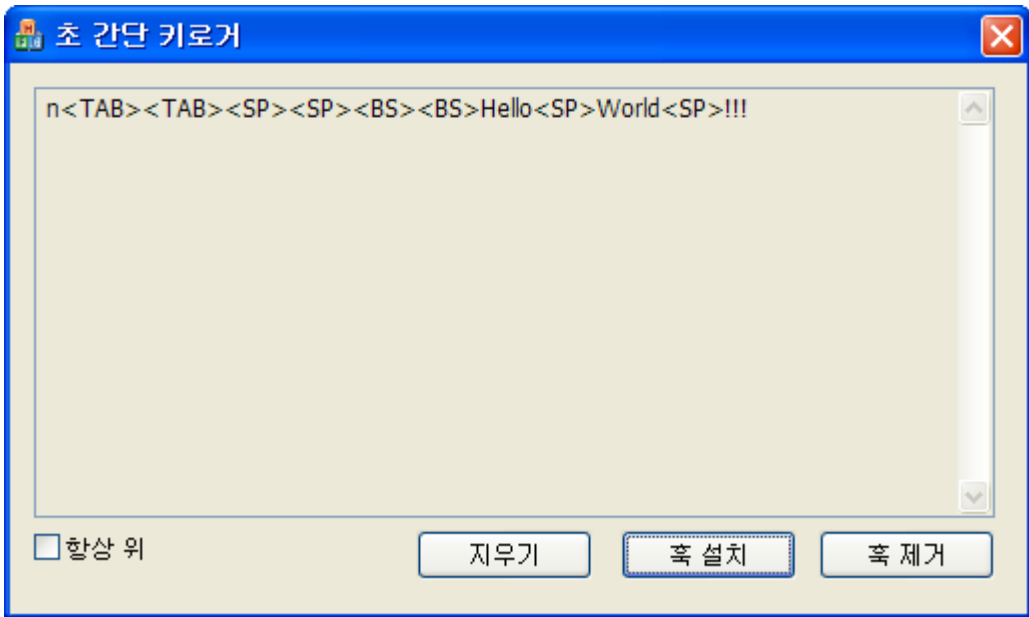 초 간단 키로거
n<TAB><TAB><SP><SP><BS><BS>Hello<SP>World<SP>!!!
항상 위
지우기
훅 설치
훅 제거